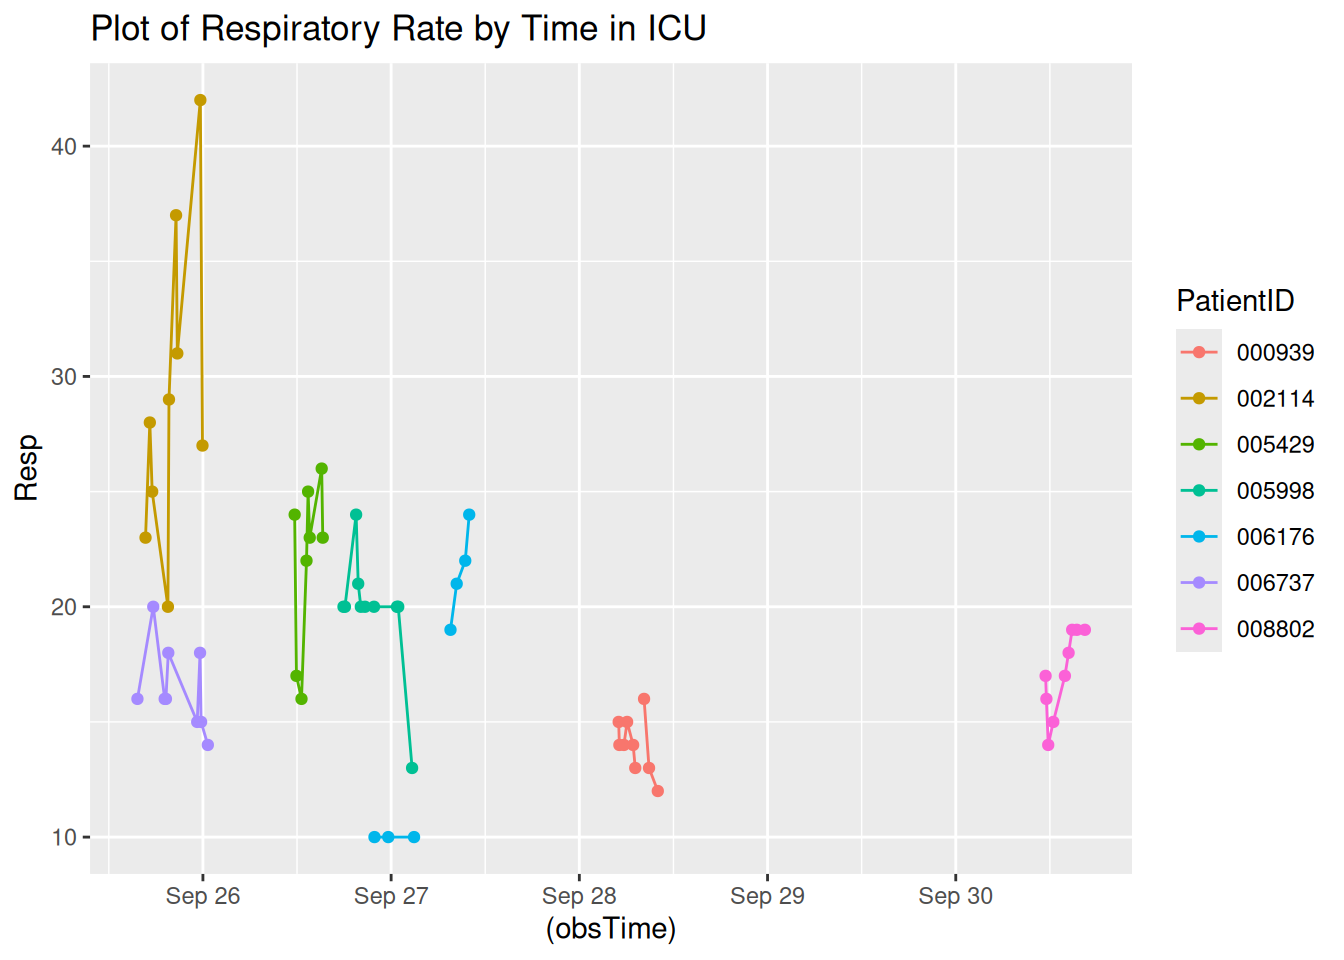 Plot of Respiratory Rate by Time in ICU
40
30
20
10
Resp
Sep 26 Sep 27 Sep 28 Sep 29 Sep 30
(obsTime)
PatientID
000939
002114
005429
005998
006176
006737
008802